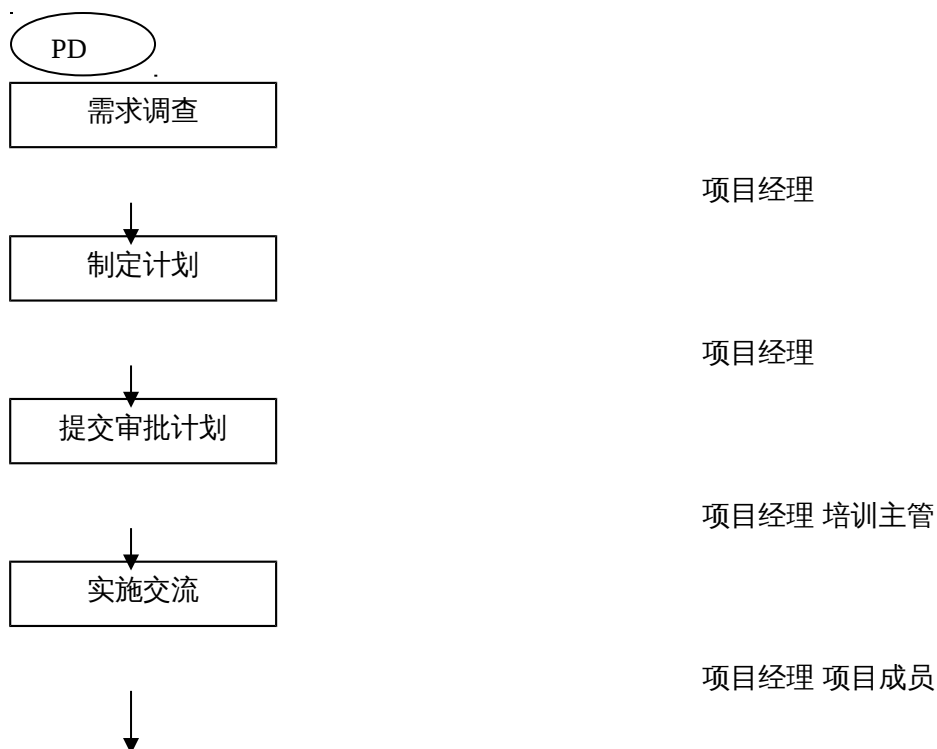 PD
需求调查
项目经理
制定计划
项目经理
提交审批计划
项目经理 培训主管
实施交流
项目经理 项目成员